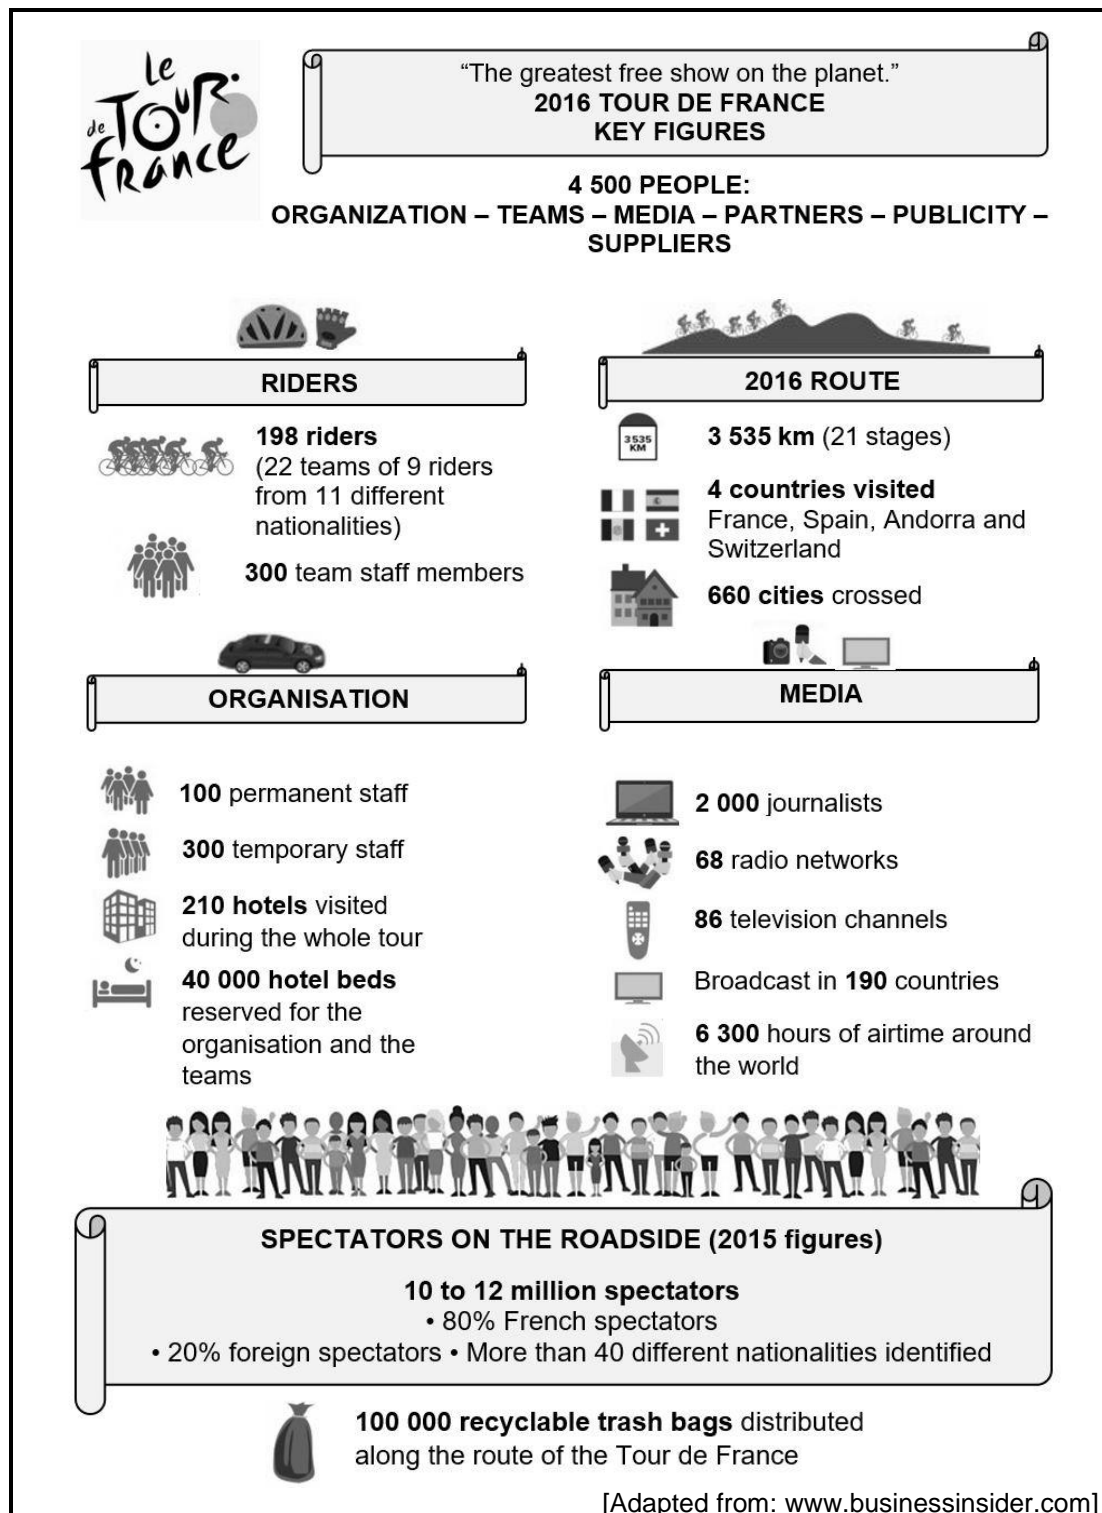 Le
de TOUR
FRANCE
“The greatest free show on the planet.”
2016 TOUR DE FRANCE
KEY FIGURES
4 500 PEOPLE:
ORGANIZATION – TEAMS – MEDIA – PARTNERS – PUBLICITY –
SUPPLIERS
RIDERS
198 riders
(22 teams of 9 riders
from 11 different
nationalities)
300 team staff members
2016 ROUTE
3 535
KM
3 535 km (21 stages)
4 countries visited
France, Spain, Andorra and
Switzerland
660 cities crossed
ORGANISATION
100 permanent staff
300 temporary staff
210 hotels visited
during the whole tour
40 000 hotel beds
reserved for the
organisation and the
teams
MEDIA
2 000 journalists
68 radio networks
86 television channels
Broadcast in 190 countries
6 300 hours of airtime around
the world
SPECTATORS ON THE ROADSIDE (2015 figures)
10 to 12 million spectators
• 80% French spectators
• 20% foreign spectators • More than 40 different nationalities identified
100 000 recyclable trash bags distributed
along the route of the Tour de France
[Adapted from: www.businessinsider.com]